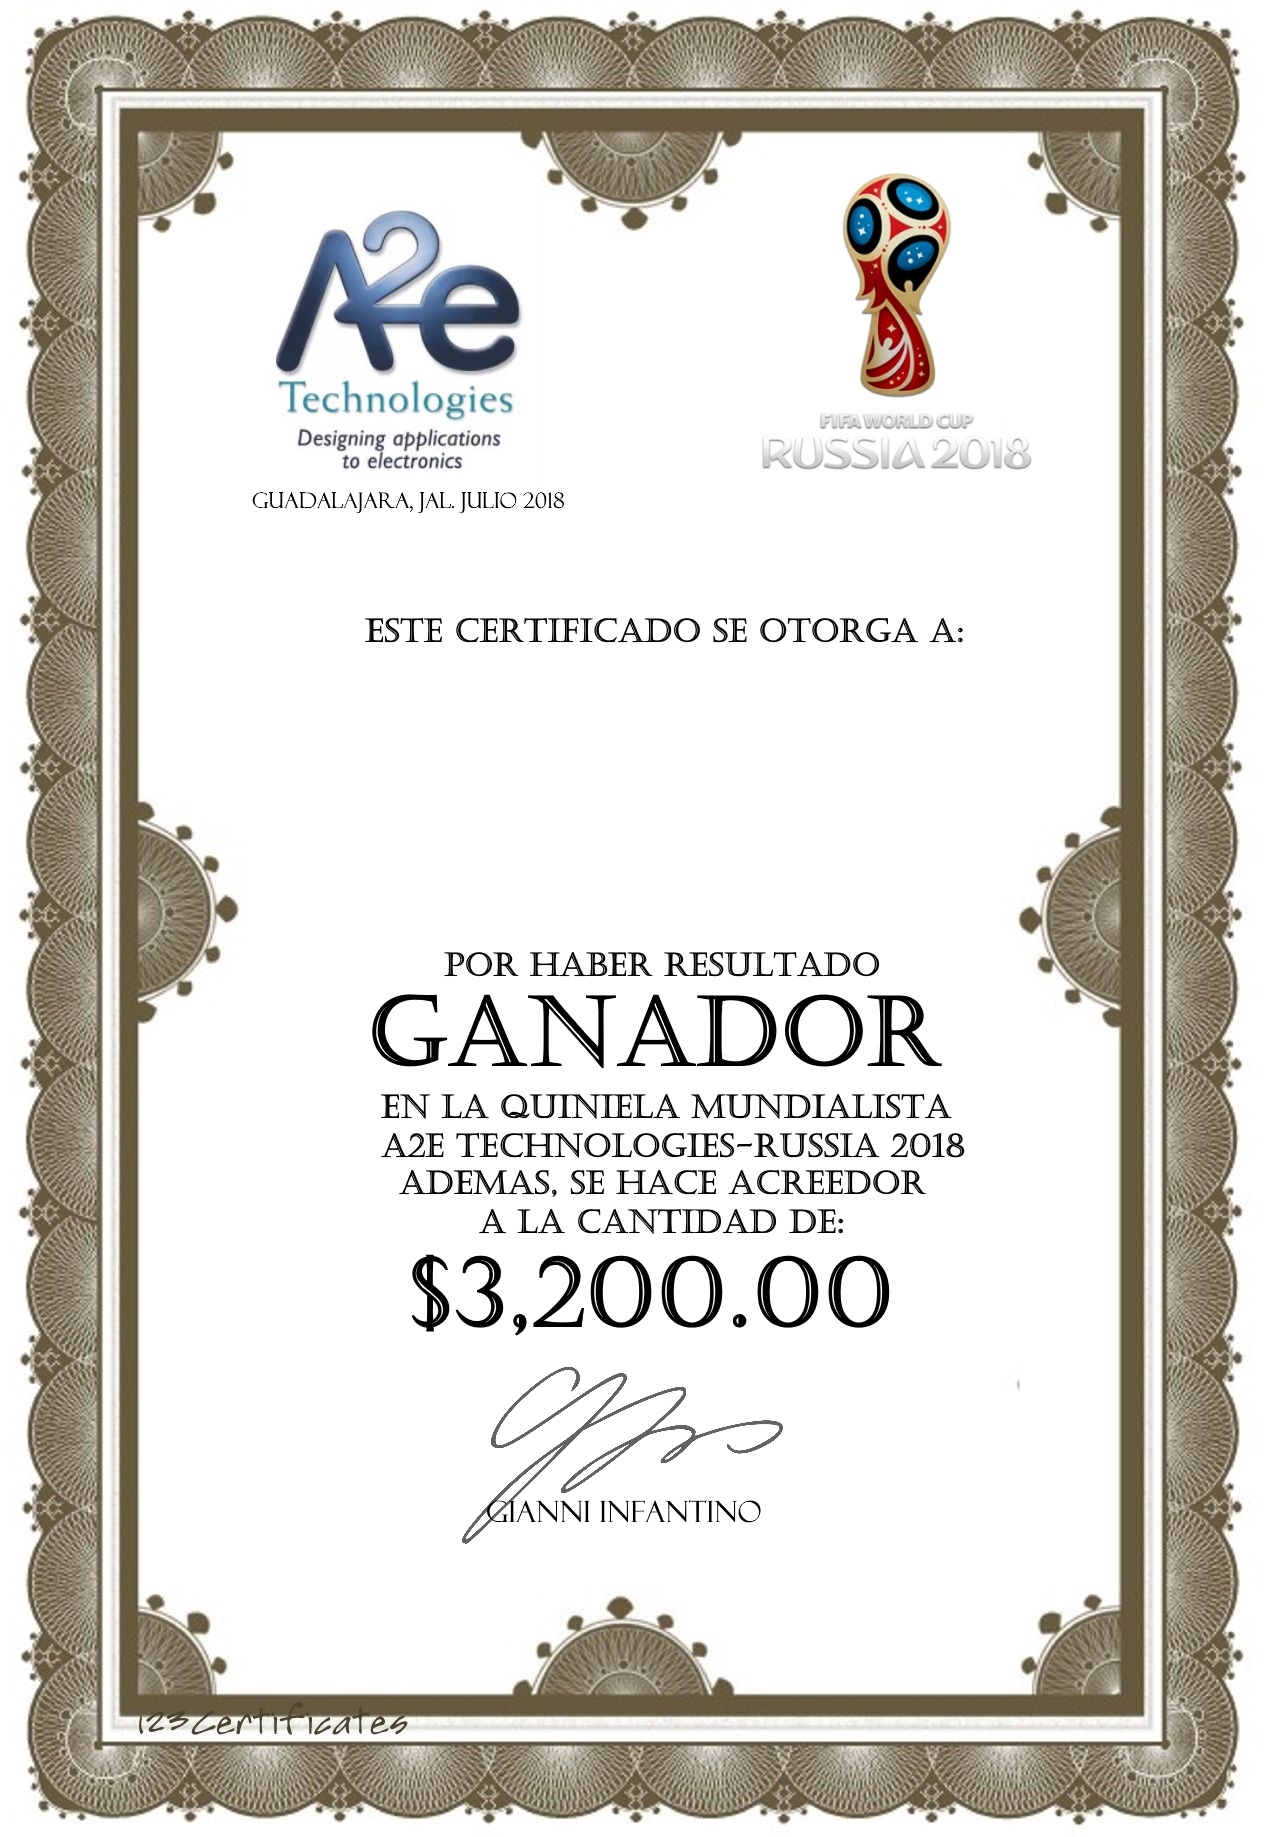 A2e
Technologies
Designing applications
to electronics
FIFA WORLD CUP
RUSSIA 2018
GUADALAJARA, JAL. JULIO 2018
ESTE CERTIFICADO SE OTORGA A:
POR HABER RESULTADO
GANADOR
EN LA QUINIELA MUNDIALISTA
A2E TECHNOLOGIES-RUSSIA 2018
ADEMAS, SE HACE ACREEDOR
A LA CANTIDAD DE:
$3,200.00
GIANNI INFANTINO
123Certificates